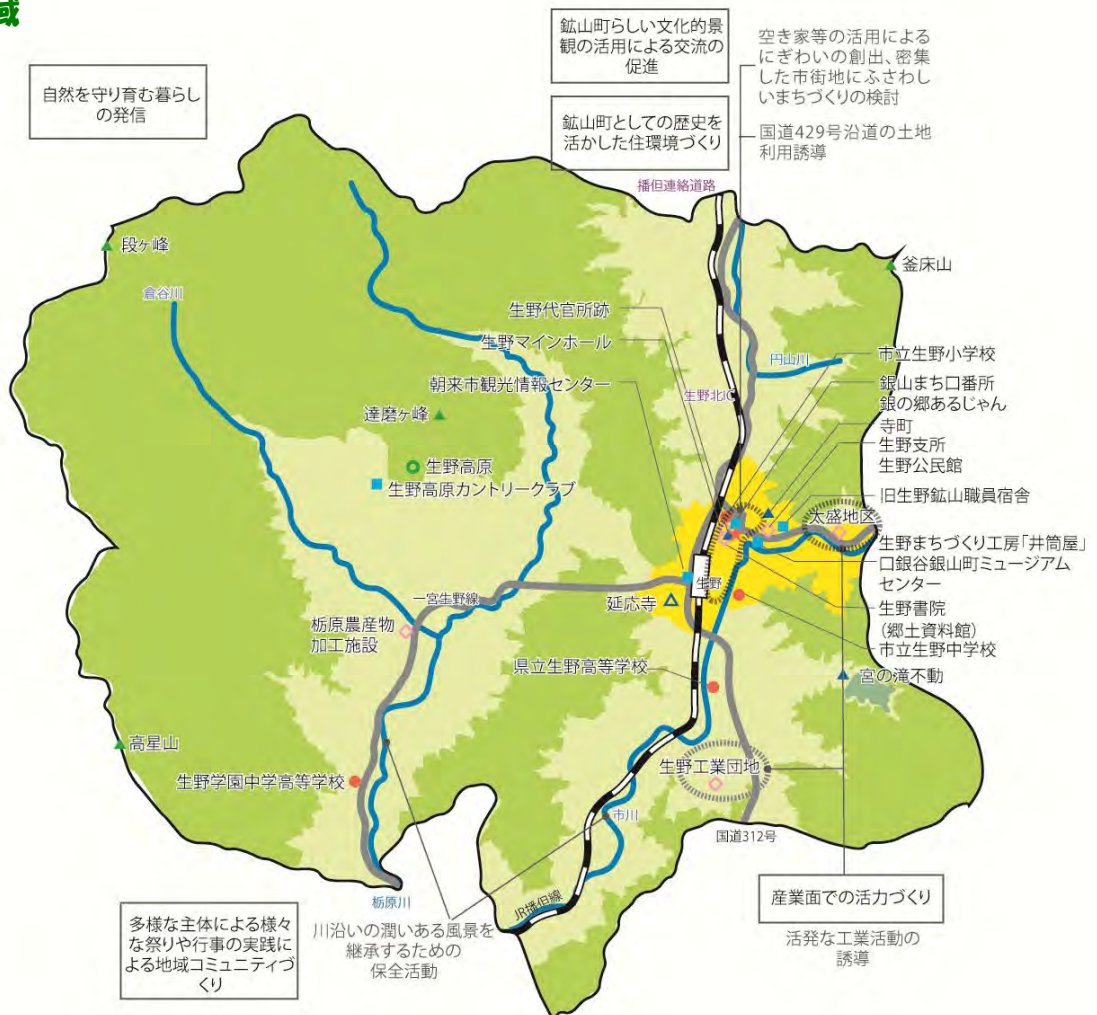 域
鉱山町らしい文化的景
観の活用による交流の
促進
空き家等の活用による
にぎわいの創出、密集
した市街地にふさわし
いまちづくりの検討
自然を守り育む暮らし
の発信
鉱山町としての歴史を
活かした住環境づくり
国道429号沿道の土地
利用誘導
播但連絡道路
段ヶ峰
釜床山
倉谷川
生野代官所跡
生野マインホール
円山川
市立生野小学校
朝来市観光情報センター
生野北IC
銀山まち口番所
銀の郷あるじゃん
達磨ヶ峰
寺町
生野支所
生野公民館
生野高原
生野高原カントリークラブ
旧生野鉱山職員宿舎
太盛地区
生野まちづくり工房「井筒屋」
口銀谷銀山町ミュージアム
センター
生野
一宮生野線
延応寺
生野書院
(郷土資料館)
栃原農産物
加工施設
市立生野中学校
県立生野高等学校
宮の滝不動
高星山
生野工業団地
生野学園中学高等学校
市川
国道312号
栃原川
JR播但線
産業面での活力づくり
多様な主体による様々
な祭りや行事の実践に
よる地域コミュニティづ
くり
川沿いの潤いある風景を
継承するための
保全活動
活発な工業活動の
誘導